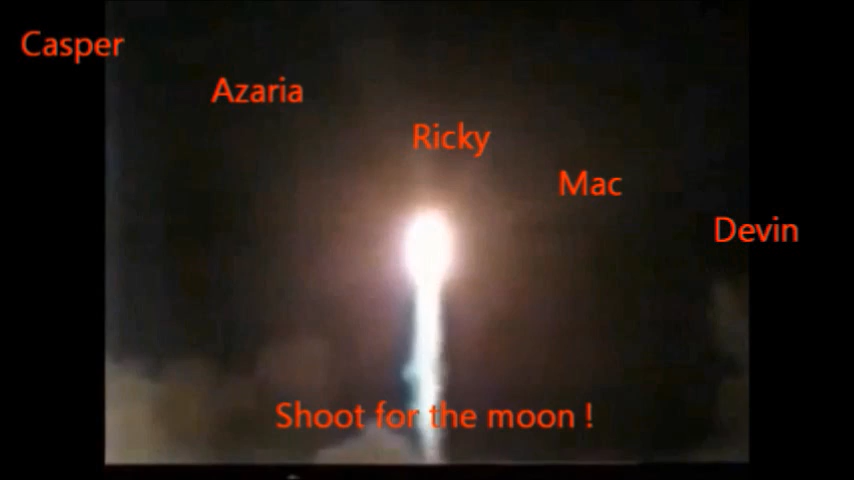 Casper
Azaria
Ricky
Mac
Devin
Shoot for the moon !